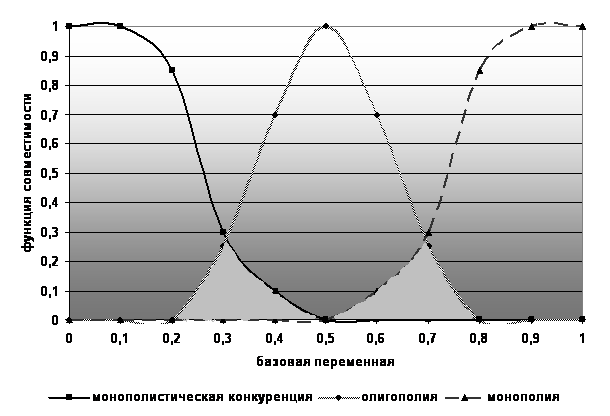 1
0,9
0,8
0,7
0,6
0,5
0,4
0,3
0,2
0,1
0
функция совместимости
0 0,1 0,2 0,3 0,4 0,5 0,6 0,7 0,8 0,9 1
базовая переменная
монополистическая конкуренция олигополия монополия